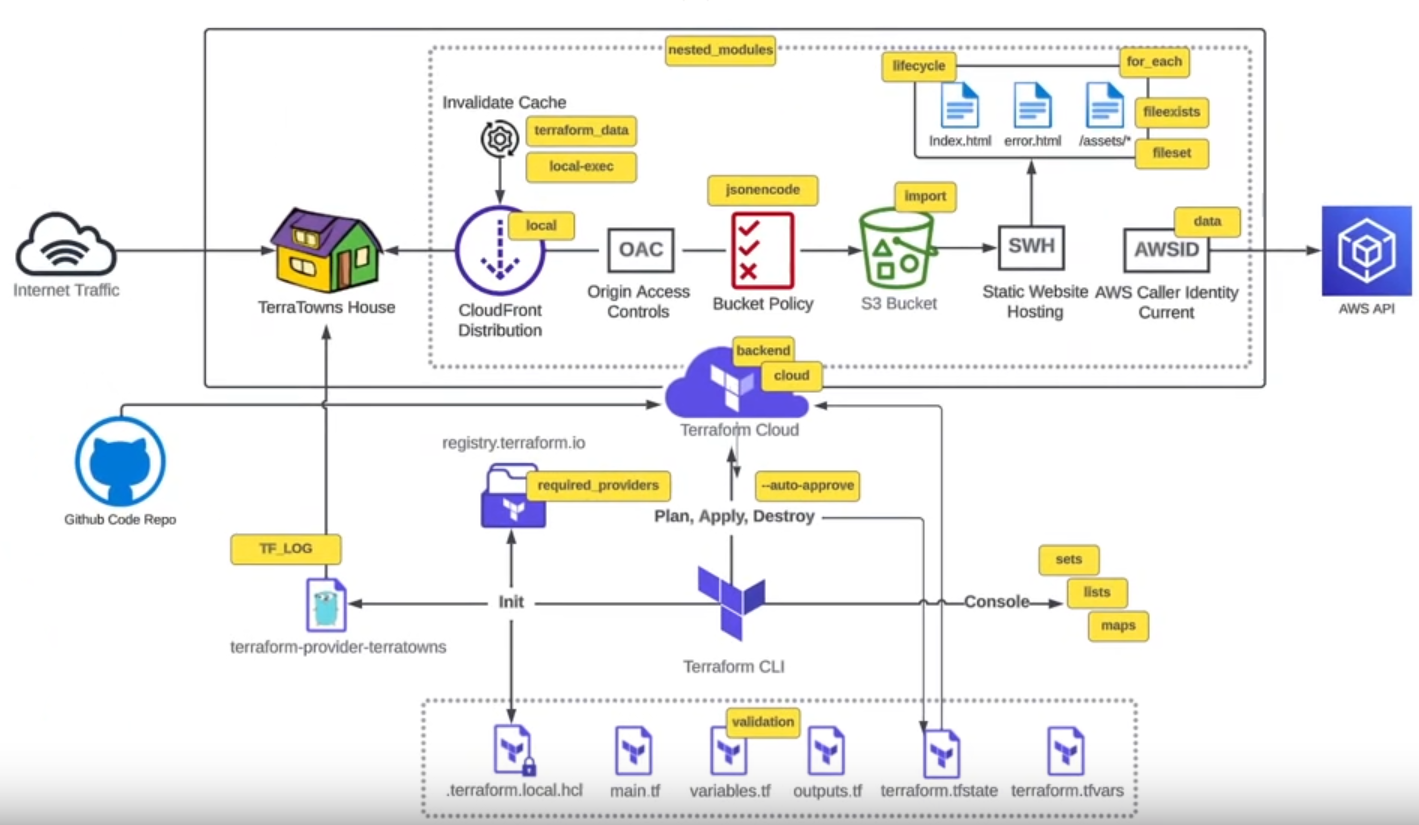 nested_modules
lifecycle
for_each
Invalidate Cache
terraform_data
local-exec
Index.html
error.html
/assets/*
fileexists
fileset
jsonencode
import
local
data
OAC
SWH
AWSID
Internet Traffic
TerraTowns House
CloudFront
Distribution
Origin Access
Controls
Bucket Policy
S3 Bucket
Static Website
Hosting
AWS Caller Identity
Current
AWS API
backend
cloud
Terraform Cloud
registry.terraform.io
required_providers
--auto-approve
Github Code Repo
Plan, Apply, Destroy
TF_LOG
sets
lists
maps
Init
Console
terraform-provider-terratowns
Terraform CLI
validation
.terraform.local.hcl
main.tf
variables.tf
outputs.tf
terraform.tfstate
terraform.tfvars